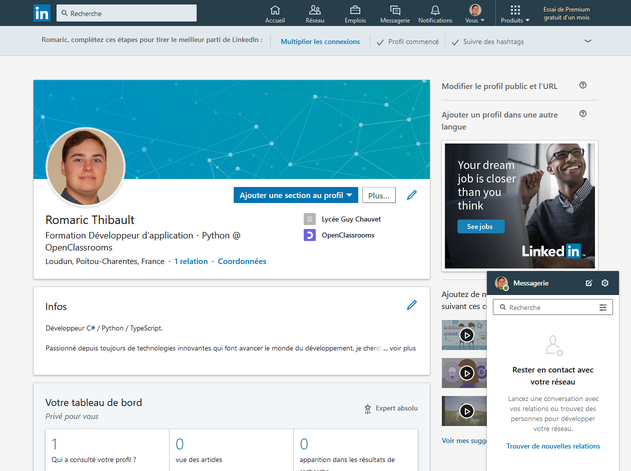 in
Recherche
Accueil
Réseau
Emplois
Messagerie
Notifications
Vous
Produits
Essai de Premium
gratuit d'un mois
Romaric, complétez ces étapes pour tirer le meilleur parti de LinkedIn :
Multiplier les connexions
Profil commencé
Suivre des hashtags
Modifier le profil public et l'URL
Ajouter un profil dans une autre
langue
Ajouter une section au profil
Plus...
Romaric Thibault
Formation Développeur d'application - Python @
OpenClassrooms
Loudun, Poitou-Charentes, France · 1 relation · Coordonnées
Lycée Guy Chauvet
OpenClassrooms
Your dream
job is closer
than you
think
See jobs
Linked in
Infos
Développeur C# / Python / TypeScript.
Passionné depuis toujours de technologies innovantes qui font avancer le monde du développement, je cherc... voir plus
Votre tableau de bord
Privé pour vous
Expert absolu
1
Qui a consulté votre profil ?
0
vue des articles
0
apparition dans les résultats de
recherche
Ajoutez de
suivant ces
Voir mes
Messagerie
Recherche
Rester en contact avec
votre réseau
Lancez une conversation avec
vos relations ou trouvez des
personnes pour développer
votre réseau.
Trouver de nouvelles relations